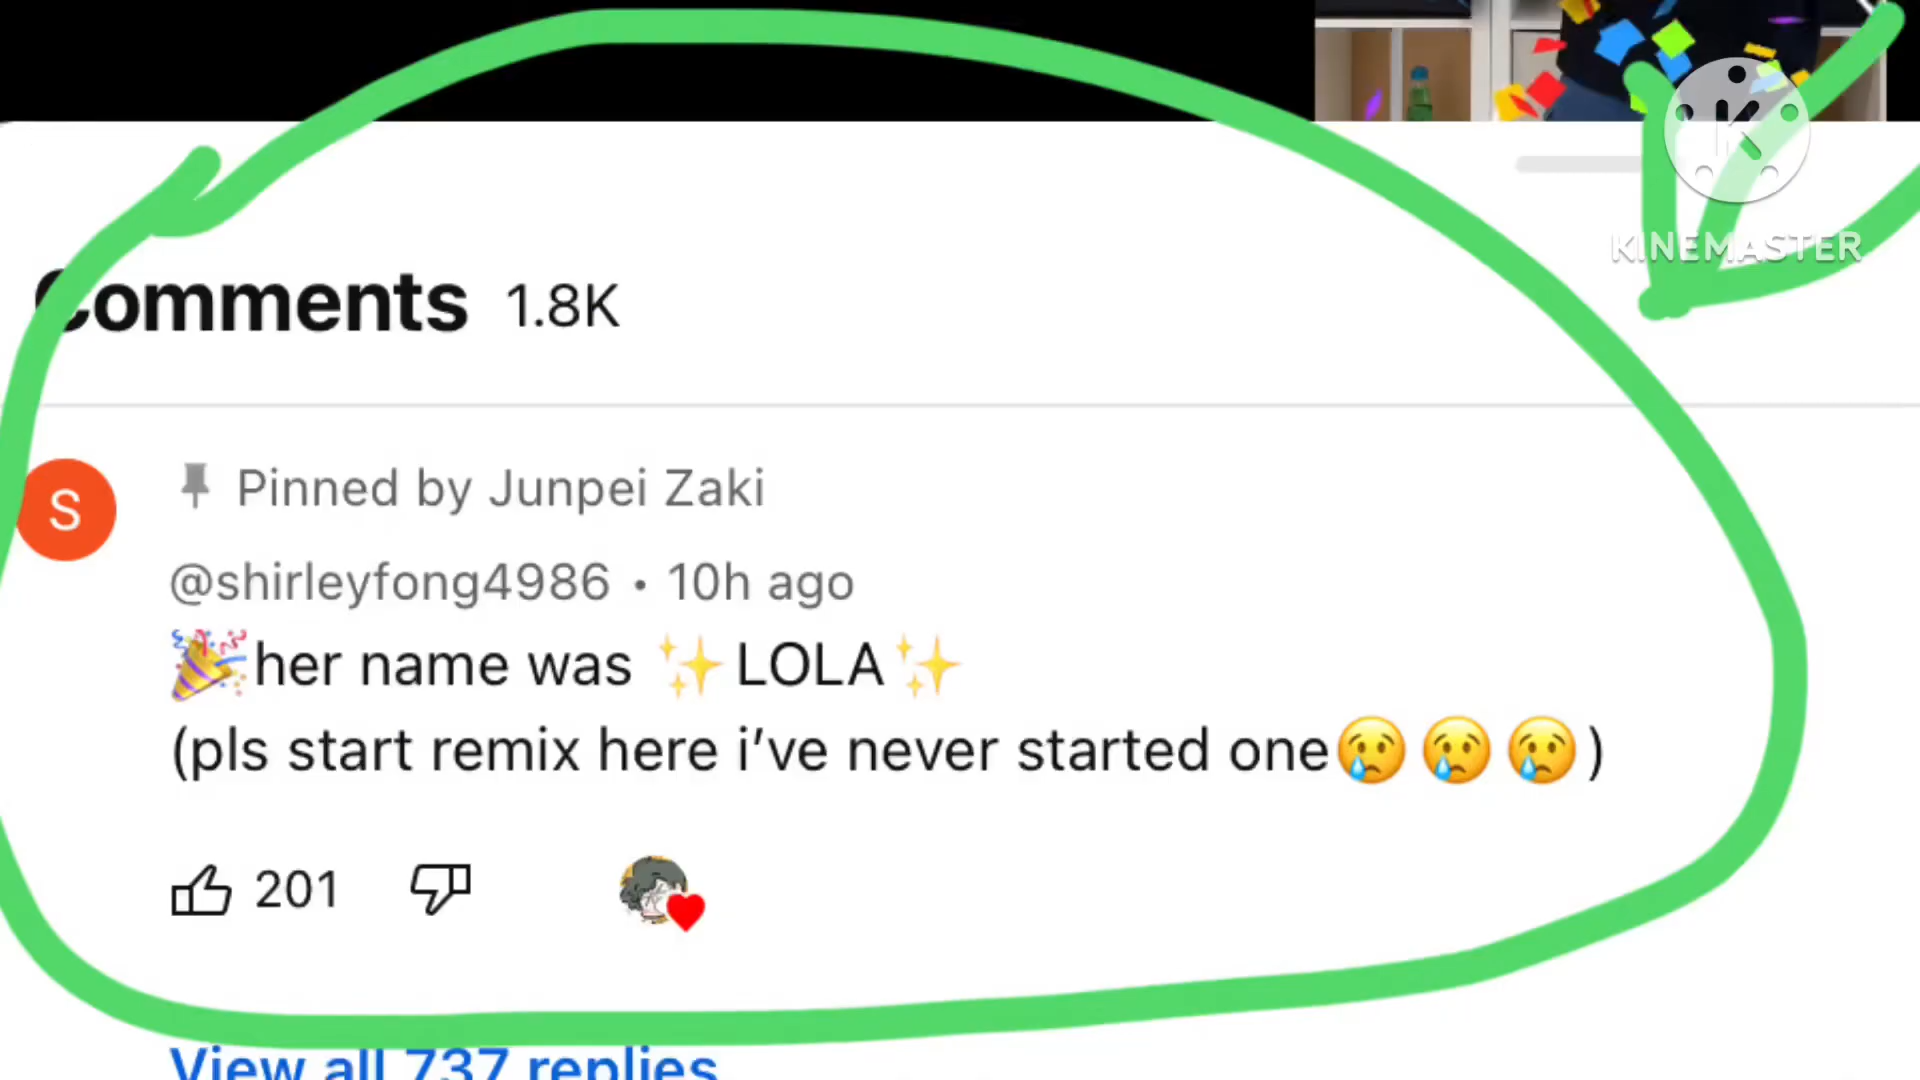 K
KINEMASTER
Comments 1.8K
S
Pinned by Junpei Zaki
@shirleyfong4986 • 10h ago
🎉her name was ✨LOLA✨
(pls start remix here i’ve never started one😢😢😢)
201
View all 737 replies